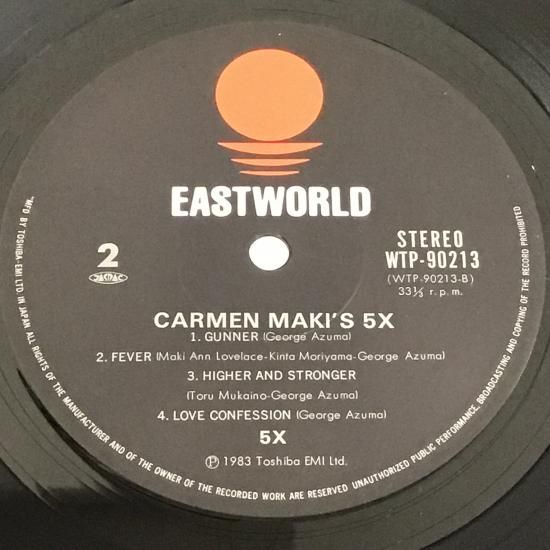 EASTWORLD
2
JASRAC
STEREO
WTP-90213
(WTP-90213-B)
33⅓ r.p.m.
CARMEN MAKI'S 5X
1. GUNNER (George Azuma)
2. FEVER (Maki Ann Lovelace-Kinta Moriyama-George Azuma)
3. HIGHER AND STRONGER
(Toru Mukaino-George Azuma)
4. LOVE CONFESSION (George Azuma)
5X
Ⓟ 1983 Toshiba EMI Ltd.
"MFD BY TOSHIBA-EMI LTD IN JAPAN ALL RIGHTS OF THE MANUFACTURER AND OF THE OWNER OF THE RECORDED WORK ARE RESERVED UNAUTHORIZED PUBLIC PERFORMANCE, BROADCASTING AND COPYING OF THE RECORD PROHIBITED